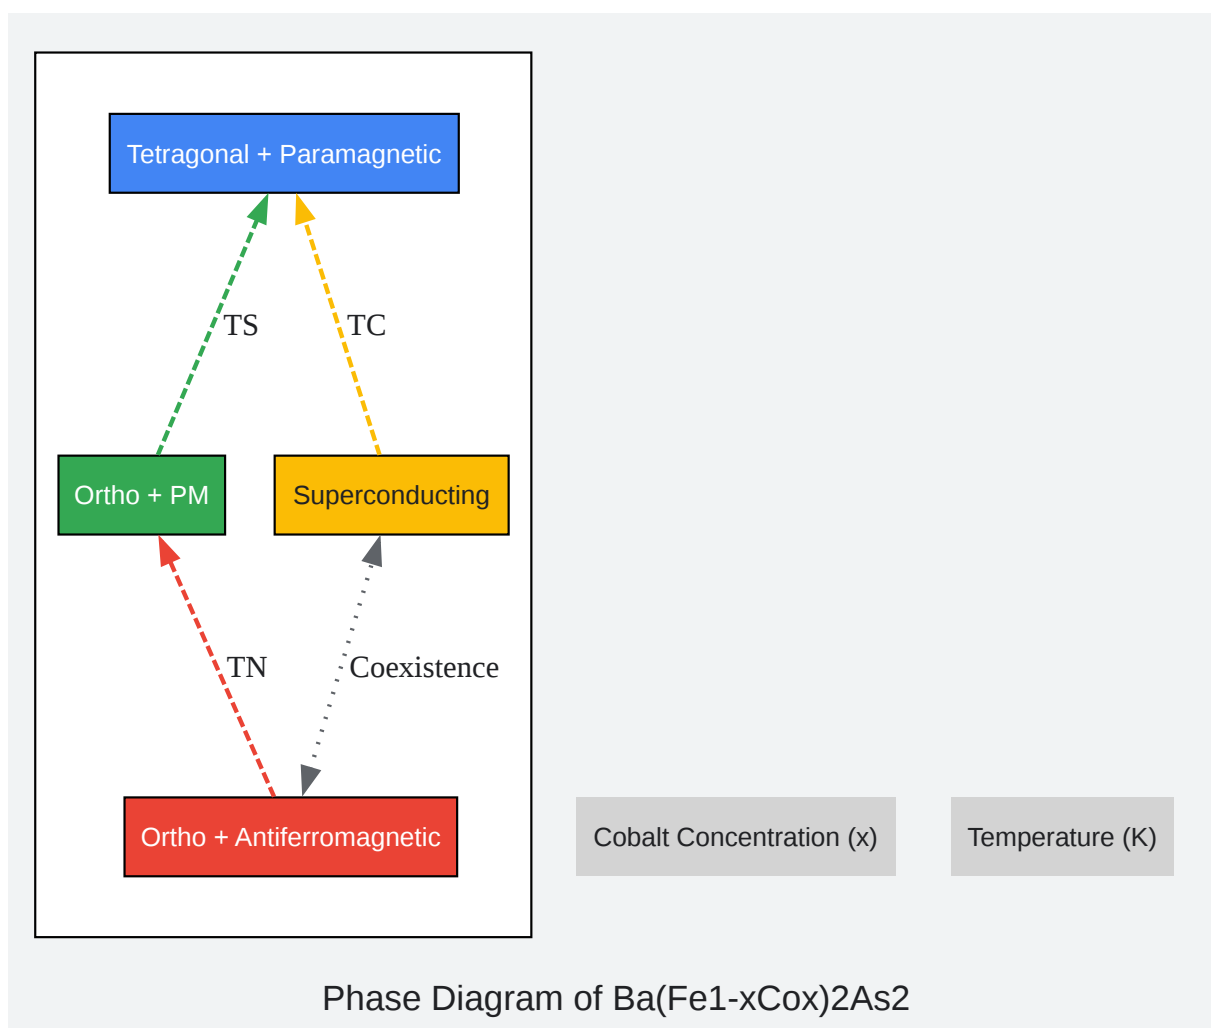 Tetragonal + Paramagnetic
TS
TC
Ortho + PM
Superconducting
TN
Coexistence
Ortho + Antiferromagnetic
Cobalt Concentration (x)
Temperature (K)
Phase Diagram of Ba(Fe1-xCox)2As2